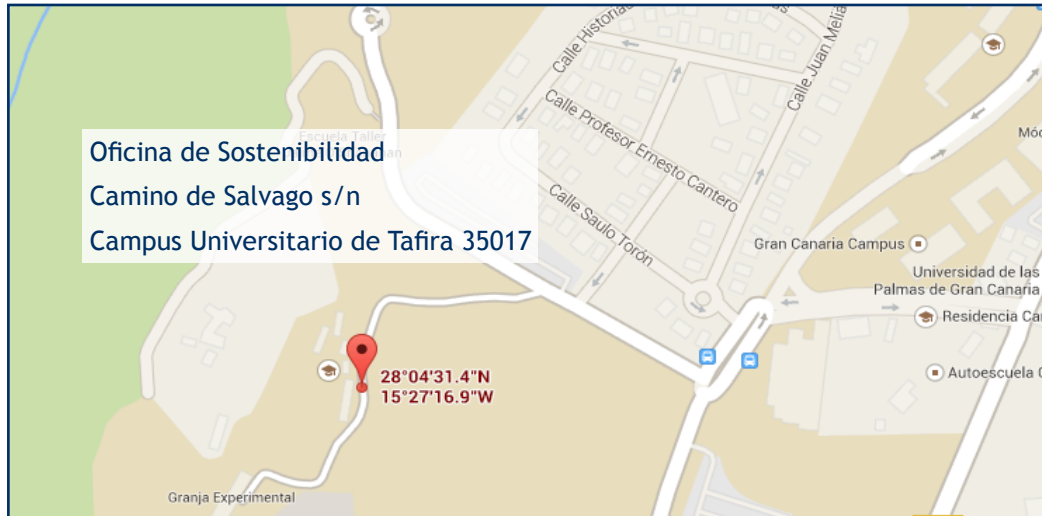 Calle Juan Melia
Escuela Taller
Oficina de Sostenibilidad
Camino de Salvago s/n
Campus Universitario de Tafira 35017
Calle Profesor Ernesto Cantero
Calle Saulo Torón
Gran Canaria Campus
Universidad de las
Palmas de Gran Canaria
Residencia
Autoescuela
28°04'31.4"N
15°27'16.9"W
Granja Experimental